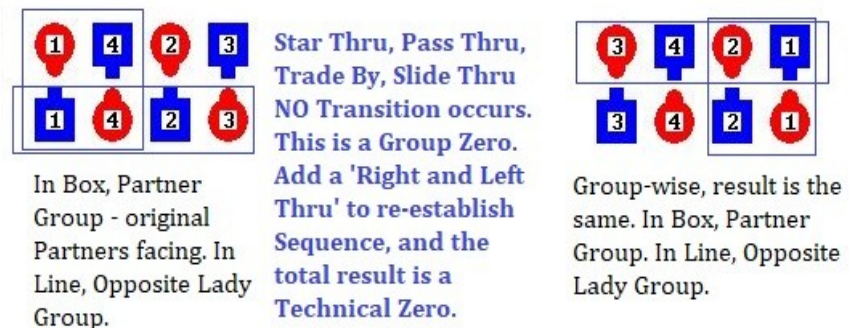 1 4 2 3
1 4 2 3
In Box, Partner
Group - original
Partners facing. In
Line, Opposite Lady
Group.
Star Thru, Pass Thru,
Trade By, Slide Thru
NO Transition occurs.
This is a Group Zero.
Add a 'Right and Left
Thru' to re-establish
Sequence, and the
total result is a
Technical Zero.
3 4 2 1
3 4 2 1
Group-wise, result is the
same. In Box, Partner
Group. In Line, Opposite
Lady Group.